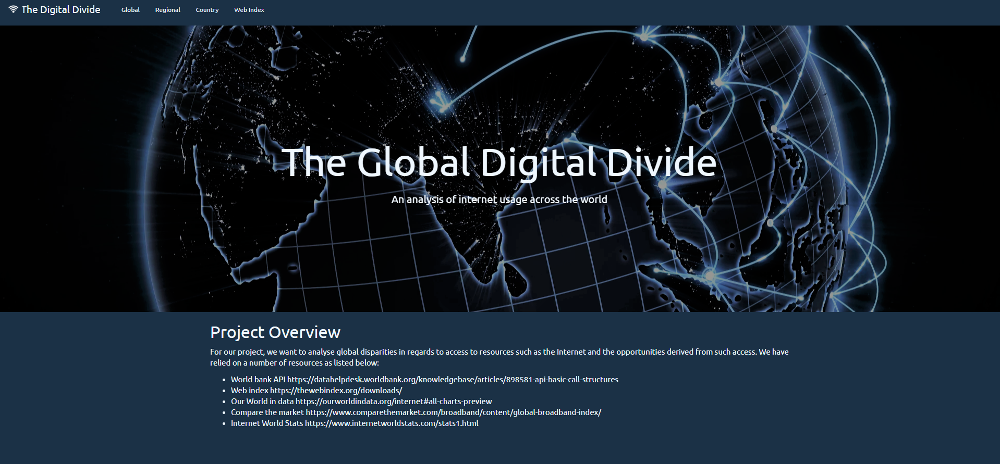 The Digital Divide Global Regional Country Web Index
The Global Digital Divide
An analysis of internet usage across the world
Project Overview
For our project, we want to analyse global disparities in regards to access to resources such as the Internet and the opportunities derived from such access. We have
relied on a number of resources as listed below:
• World bank API https://datahelpdesk.worldbank.org/knowledgebase/articles/898581-api-basic-call-structures
• Web index https://thewebindex.org/downloads/
• Our World in data https://ourworldindata.org/internet#all-charts-preview
• Compare the market https://www.comparethemarket.com/broadband/content/global-broadband-index/
• Internet World Stats https://www.internetworldstats.com/stats1.html